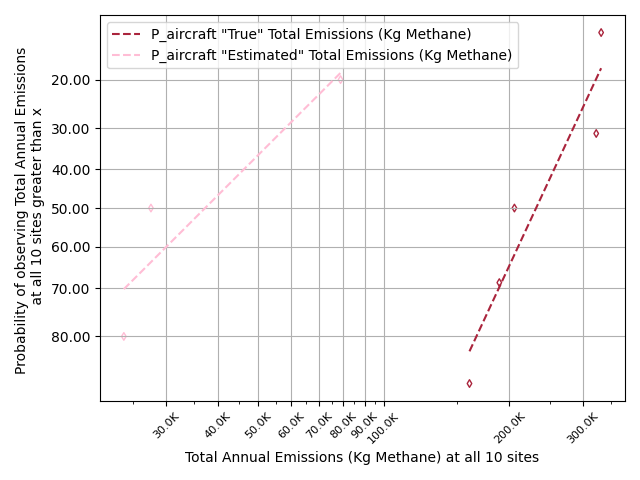 P_aircraft "True" Total Emissions (Kg Methane)
P_aircraft "Estimated" Total Emissions (Kg Methane)
Probability of observing Total Annual Emissions
at all 10 sites greater than x
20.00
30.00
40.00
50.00
60.00
70.00
80.00
30.0K
40.0K
50.0K
60.0K
70.0K
80.0K
90.0K
100.0K
200.0K
300.0K
Total Annual Emissions (Kg Methane) at all 10 sites